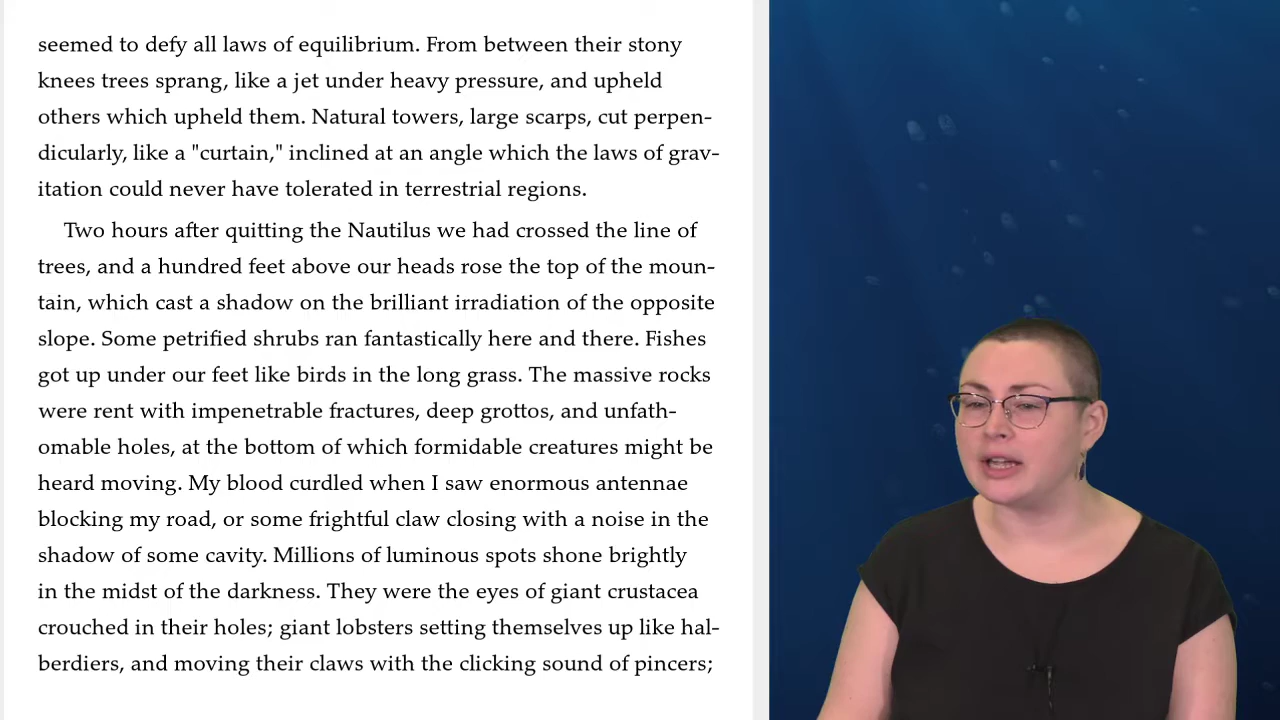 seemed to defy all laws of equilibrium. From between their stony
knees trees sprang, like a jet under heavy pressure, and upheld
others which upheld them. Natural towers, large scarps, cut perpen-
dicularly, like a "curtain," inclined at an angle which the laws of grav-
itation could never have tolerated in terrestrial regions.
Two hours after quitting the Nautilus we had crossed the line of
trees, and a hundred feet above our heads rose the top of the moun-
tain, which cast a shadow on the brilliant irradiation of the opposite
slope. Some petrified shrubs ran fantastically here and there. Fishes
got up under our feet like birds in the long grass. The massive rocks
were rent with impenetrable fractures, deep grottos, and unfath-
omable holes, at the bottom of which formidable creatures might be
heard moving. My blood curdled when I saw enormous antennae
blocking my road, or some frightful claw closing with a noise in the
shadow of some cavity. Millions of luminous spots shone brightly
in the midst of the darkness. They were the eyes of giant crustacea
crouched in their holes; giant lobsters setting themselves up like hal-
berdiers, and moving their claws with the clicking sound of pincers;